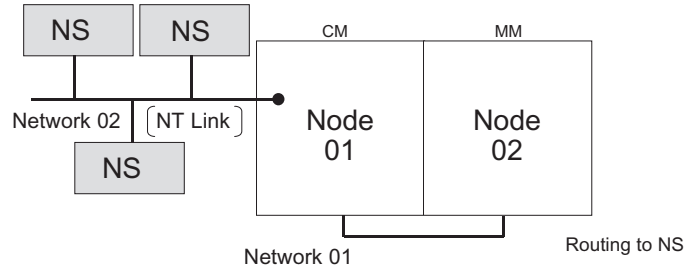 NS NS
CM MM
Network 02 (NT Link)
Node
01
Node
02
NS
Network 01
Routing to NS